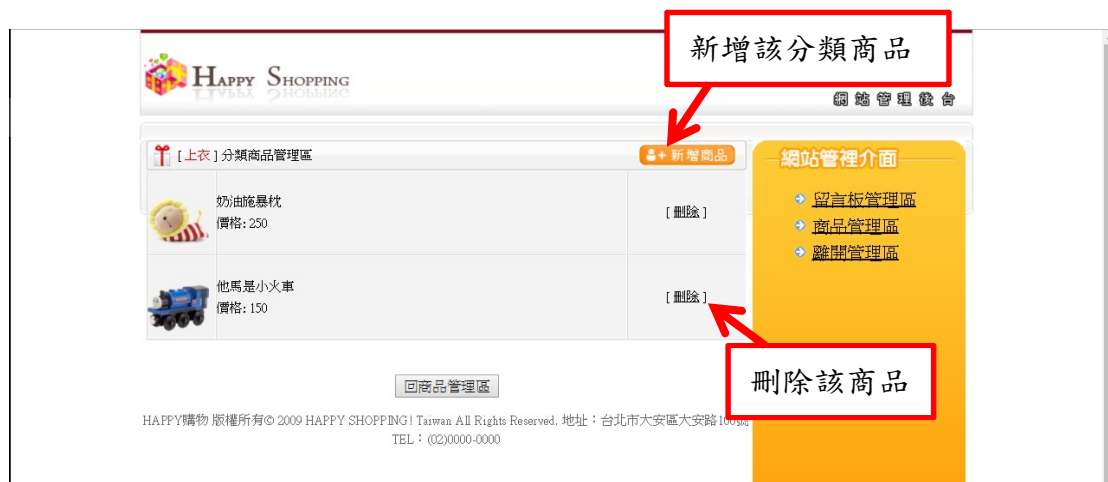 新增該分類商品
HAPPY SHOPPING
網站管理後台
[ 上衣 ] 分類商品管理區
新增商品
網站管裡介面
奶油施暴枕
價格: 250
[ 刪除 ]
留言板管理區
商品管理區
離開管理區
他馬是小火車
價格: 150
[ 刪除 ]
刪除該商品
回商品管理區
HAPPY購物 版權所有© 2009 HAPPY SHOPPING! Taiwan All Rights Reserved. 地址：台北市大安區大安路100號
TEL：(02)0000-0000